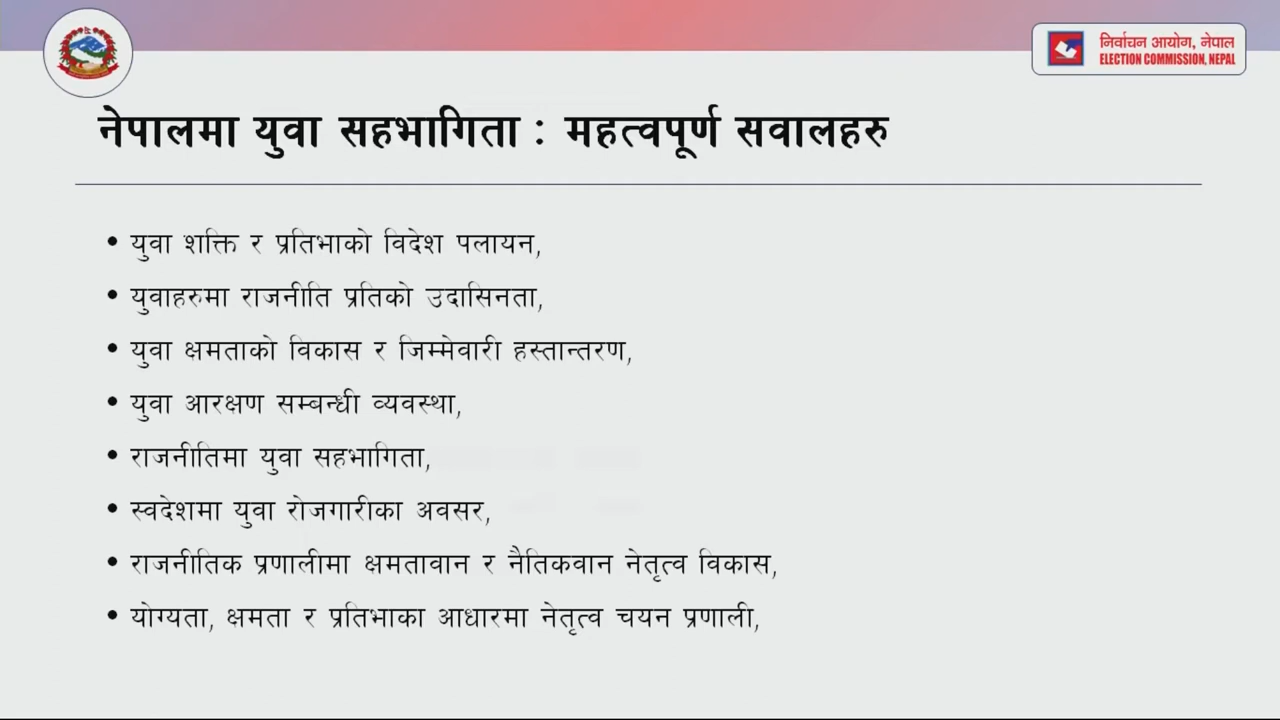 निर्वाचन आयोग, नेपाल
ELECTION COMMISSION, NEPAL
नेपालमा युवा सहभागिता : महत्वपूर्ण सवालहरु
• युवा शक्ति र प्रतिभाको विदेश पलायन,
• युवाहरुमा राजनीति प्रतिको उदासिनता,
• युवा क्षमताको विकास र जिम्मेवारी हस्तान्तरण,
• युवा आरक्षण सम्बन्धी व्यवस्था,
• राजनीतिमा युवा सहभागिता,
• स्वदेशमा युवा रोजगारीका अवसर,
• राजनीतिक प्रणालीमा क्षमतावान र नैतिकवान नेतृत्व विकास,
• योग्यता, क्षमता र प्रतिभाका आधारमा नेतृत्व चयन प्रणाली,